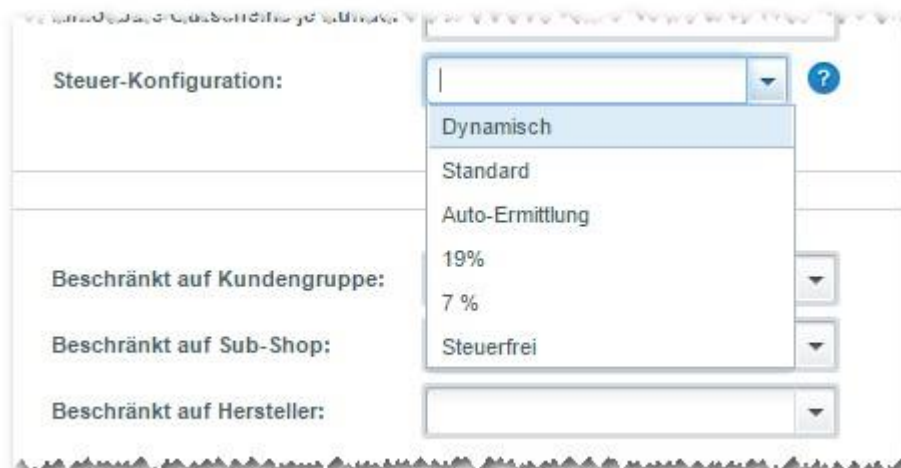 Steuer-Konfiguration:
?
Dynamisch
Standard
Auto-Ermittlung
19%
7 %
Steuerfrei
Beschränkt auf Kundengruppe:
Beschränkt auf Sub-Shop:
Beschränkt auf Hersteller: